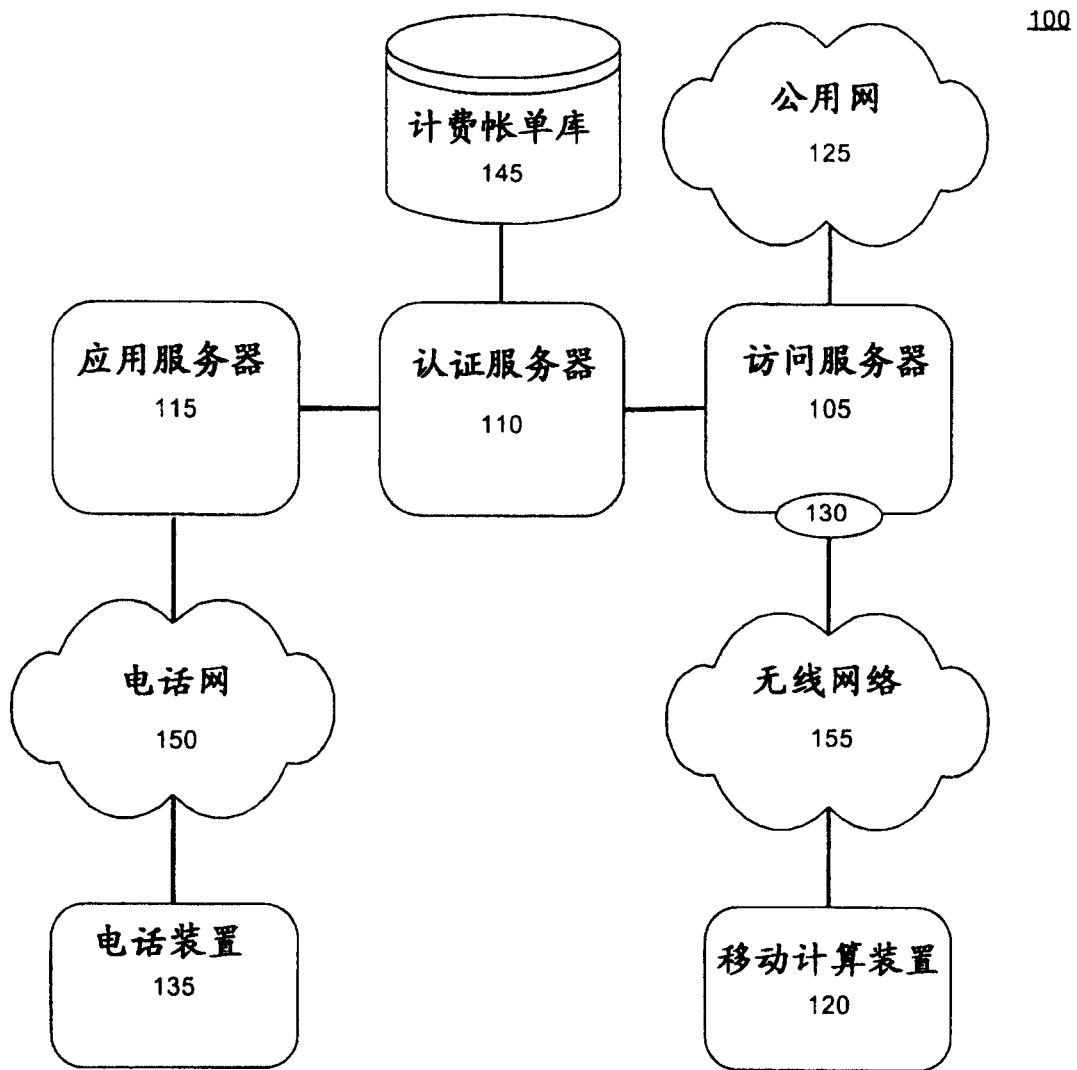 100
计费帐单库
145
公用网
125
应用服务器
115
认证服务器
110
访问服务器
105
130
电话网
150
无线网络
155
电话装置
135
移动计算装置
120